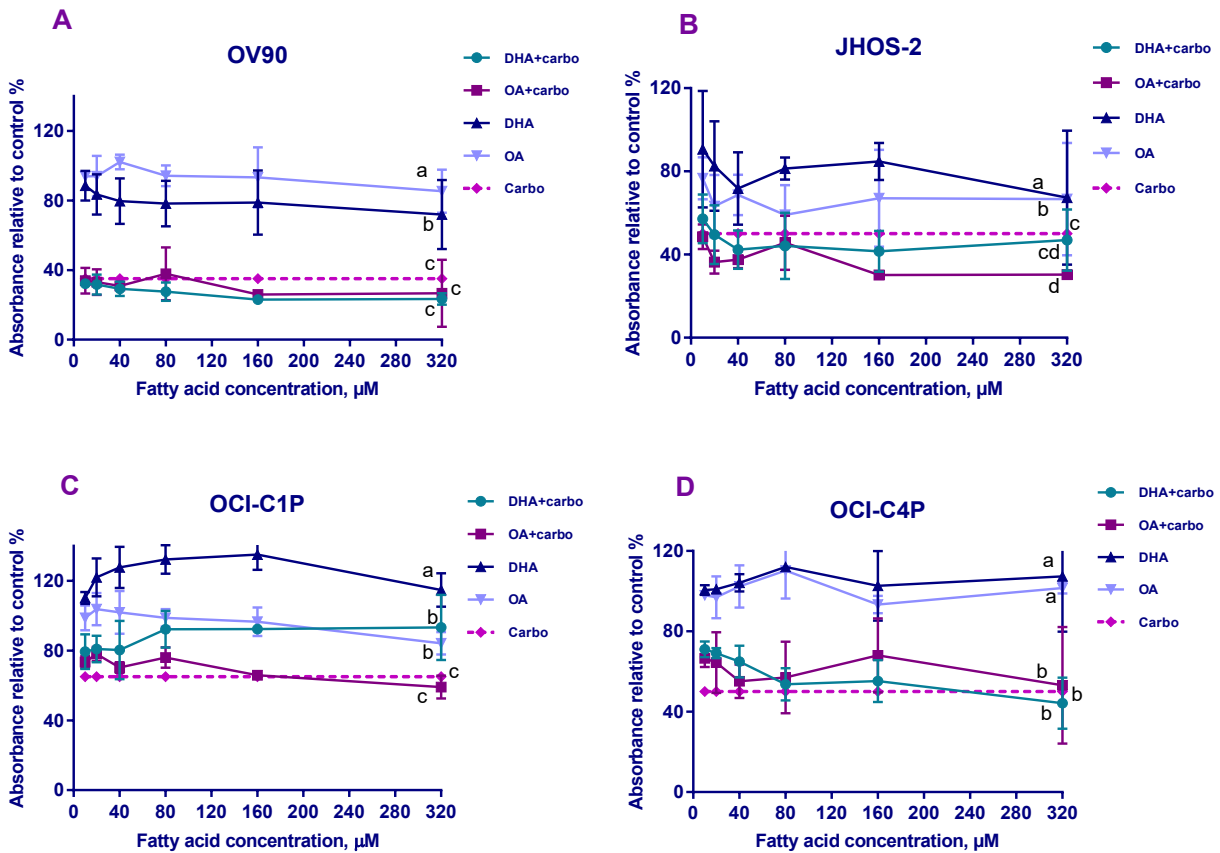 A
OV90
Absorbance relative to control %
120
80
40
0
0 40 80 120 160 200 240 280 320
Fatty acid concentration, µM
a
b
c
c
c
DHA+carbo
OA+carbo
DHA
OA
Carbo
B
JHOS-2
Absorbance relative to control %
120
80
40
0
0 40 80 120 160 200 240 280 320
Fatty acid concentration, µM
a
b
c
cd
d
DHA+carbo
OA+carbo
DHA
OA
Carbo
C
OCI-C1P
Absorbance relative to control %
120
80
40
0
0 40 80 120 160 200 240 280 320
Fatty acid concentration, µM
a
b
b
c
c
DHA+carbo
OA+carbo
DHA
OA
Carbo
D
OCI-C4P
Absorbance relative to control %
120
80
40
0
0 40 80 120 160 200 240 280 320
Fatty acid concentration, µM
a
a
b
b
b
DHA+carbo
OA+carbo
DHA
OA
Carbo